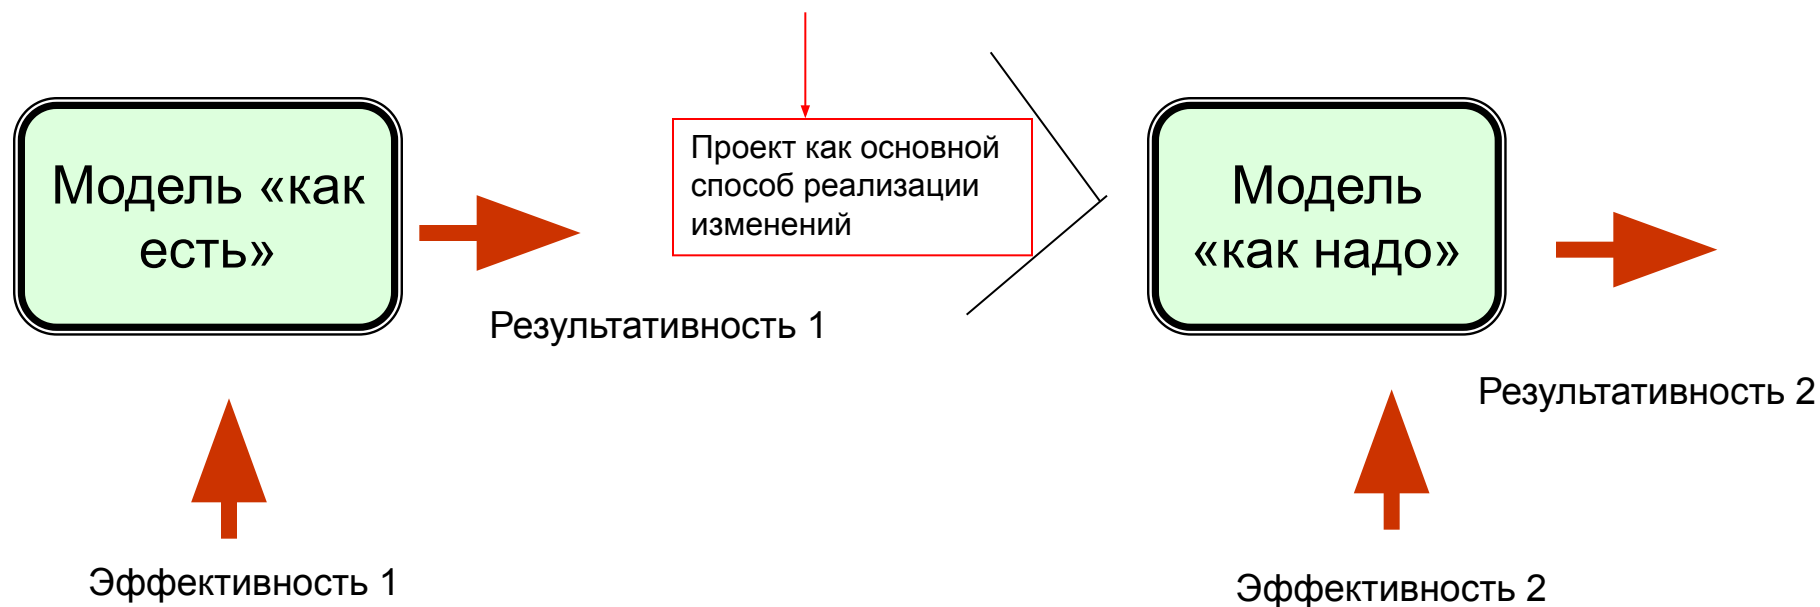 Модель «как
есть»
Результативность 1
Эффективность 1
Проект как основной
способ реализации
изменений
Модель
«как надо»
Результативность 2
Эффективность 2